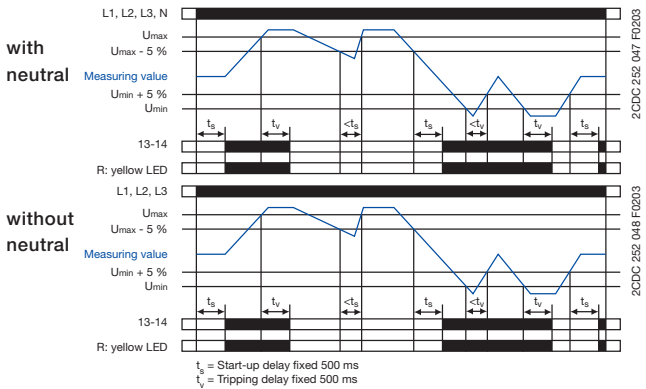 with
neutral
L1, L2, L3, N
Umax
Umax - 5 %
Measuring value
Umin + 5 %
Umin
ts tv <ts ts <tv tv ts
13-14
R: yellow LED
2CDC 252 047 F0203
without
neutral
L1, L2, L3
Umax
Umax - 5 %
Measuring value
Umin + 5 %
Umin
ts tv <ts ts <tv tv ts
13-14
R: yellow LED
2CDC 252 048 F0203
ts = Start-up delay fixed 500 ms
tv = Tripping delay fixed 500 ms